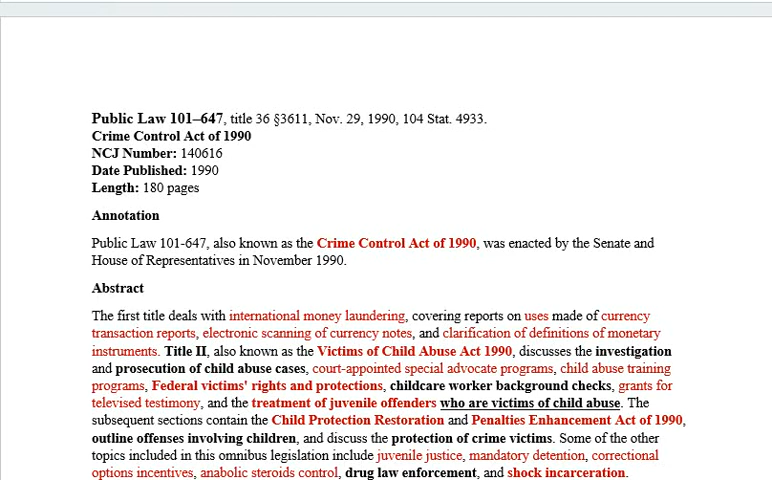 Public Law 101–647, title 36 §3611, Nov. 29, 1990, 104 Stat. 4933.
Crime Control Act of 1990
NCJ Number: 140616
Date Published: 1990
Length: 180 pages
Annotation
Public Law 101-647, also known as the Crime Control Act of 1990, was enacted by the Senate and
House of Representatives in November 1990.
Abstract
The first title deals with international money laundering, covering reports on uses made of currency
transaction reports, electronic scanning of currency notes, and clarification of definitions of monetary
instruments. Title II, also known as the Victims of Child Abuse Act 1990, discusses the investigation
and prosecution of child abuse cases, court-appointed special advocate programs, child abuse training
programs, Federal victims' rights and protections, childcare worker background checks, grants for
televised testimony, and the treatment of juvenile offenders who are victims of child abuse. The
subsequent sections contain the Child Protection Restoration and Penalties Enhancement Act of 1990,
outline offenses involving children, and discuss the protection of crime victims. Some of the other
topics included in this omnibus legislation include juvenile justice, mandatory detention, correctional
options incentives, anabolic steroids control, drug law enforcement, and shock incarceration.